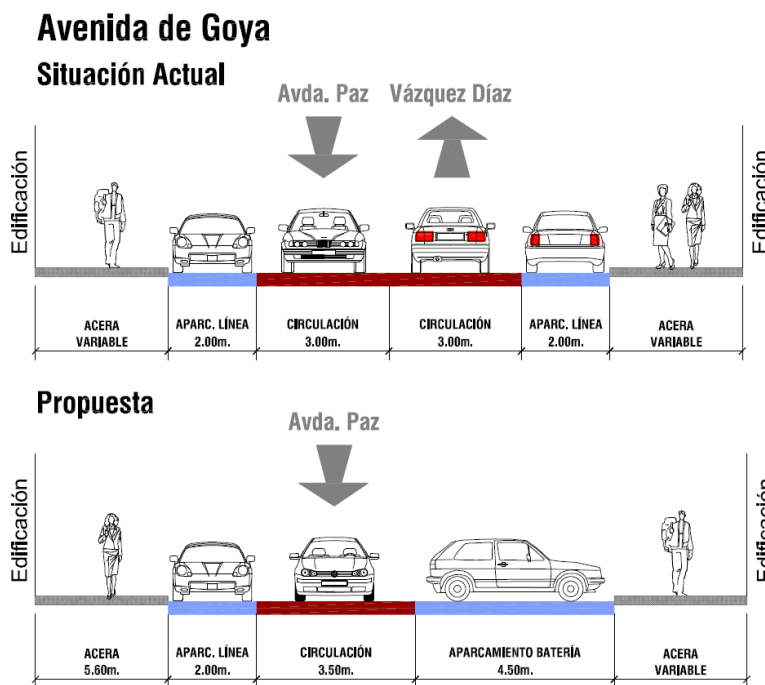 Avenida de Goya
Situación Actual
Avda. Paz
Vázquez Díaz
Edificación
Edificación
ACERA
VARIABLE
APARC. LÍNEA
2.00m.
CIRCULACIÓN
3.00m.
CIRCULACIÓN
3.00m.
APARC. LÍNEA
2.00m.
ACERA
VARIABLE
Propuesta
Avda. Paz
Edificación
Edificación
ACERA
5.60m.
APARC. LÍNEA
2.00m.
CIRCULACIÓN
3.50m.
APARCAMIENTO BATERÍA
4.50m.
ACERA
VARIABLE